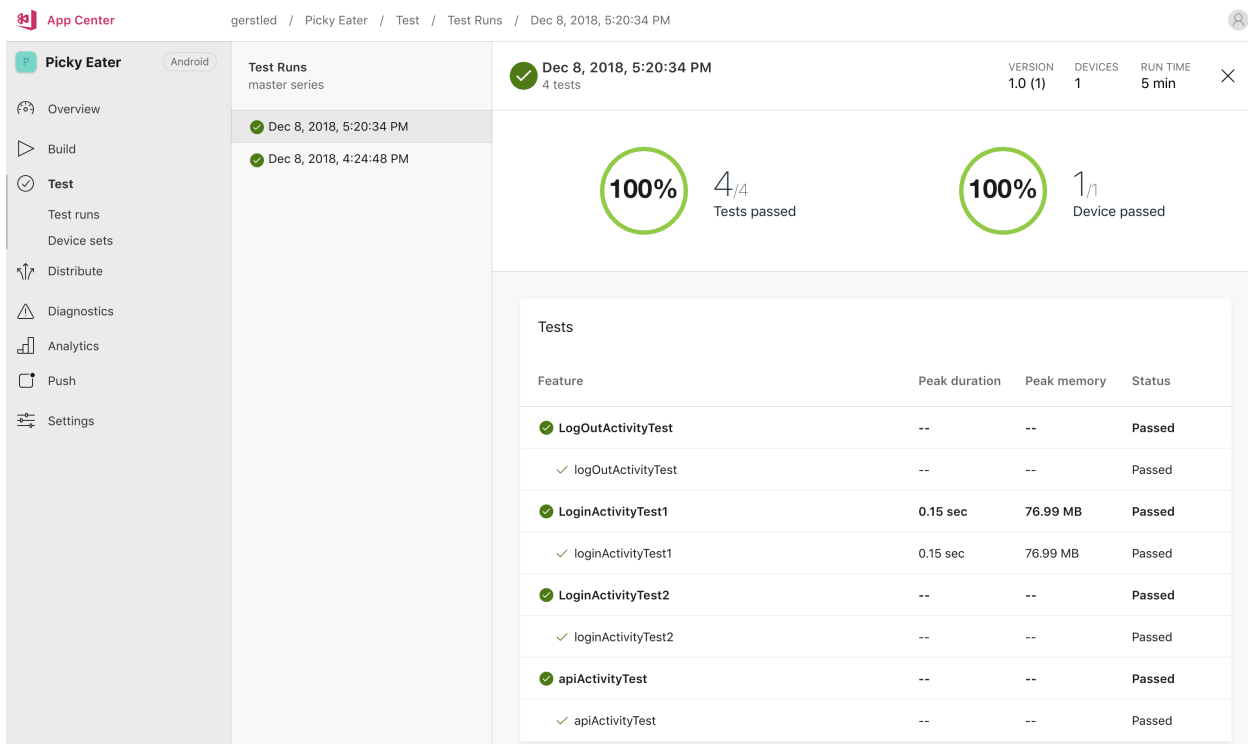 App Center
gerstled / Picky Eater / Test / Test Runs / Dec 8, 2018, 5:20:34 PM
P Picky Eater Android
Overview
Build
Test
Test runs
Device sets
Distribute
Diagnostics
Analytics
Push
Settings
Test Runs
master series
Dec 8, 2018, 5:20:34 PM
Dec 8, 2018, 4:24:48 PM
Dec 8, 2018, 5:20:34 PM
4 tests
VERSION DEVICES RUN TIME
1.0 (1) 1 5 min
100% 4/4 100% 1/1
Tests passed Device passed
Tests
Feature Peak duration Peak memory Status
LogOutActivityTest -- -- Passed
logOutActivityTest -- -- Passed
LoginActivityTest1 0.15 sec 76.99 MB Passed
loginActivityTest1 0.15 sec 76.99 MB Passed
LoginActivityTest2 -- -- Passed
loginActivityTest2 -- -- Passed
apiActivityTest -- -- Passed
apiActivityTest -- -- Passed